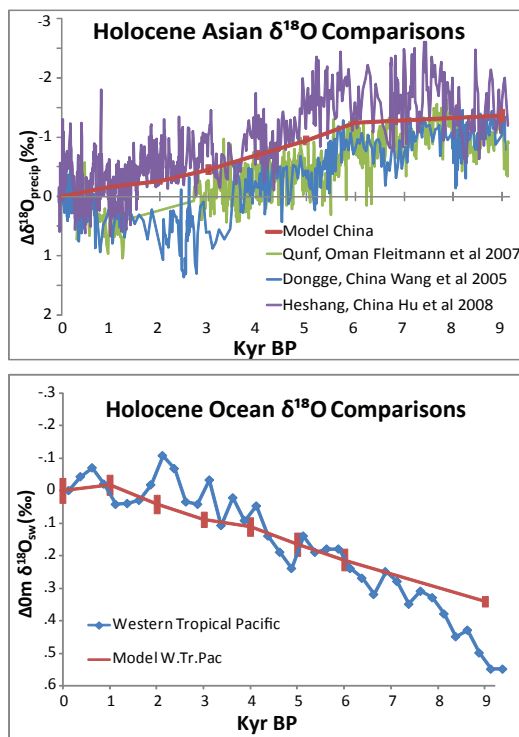 Holocene Asian δ¹⁸O Comparisons
-3
-2
-1
0
1
2
Δδ¹⁸Oprecip (‰)
Model China
Qunf, Oman Fleitmann et al 2007
Dongge, China Wang et al 2005
Heshang, China Hu et al 2008
0 1 2 3 4 5 6 7 8 9
Kyr BP
Holocene Ocean δ¹⁸O Comparisons
-.3
-.2
-.1
0
.1
.2
.3
.4
.5
.6
Δ0m δ¹⁸Osw (‰)
Western Tropical Pacific
Model W.Tr.Pac
0 1 2 3 4 5 6 7 8 9
Kyr BP